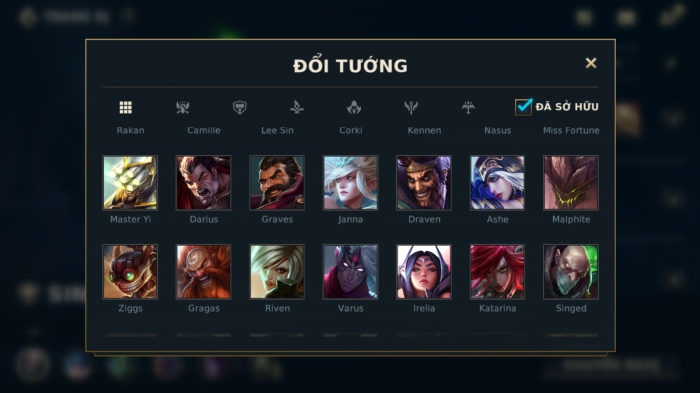 ĐỔI TƯỚNG
ĐÃ SỞ HỮU
Rakan Camille Lee Sin Corki Kennen Nasus Miss Fortune
Master Yi Darius Graves Janna Draven Ashe Malphite
Ziggs Gragas Riven Varus Irelia Katarina Singed